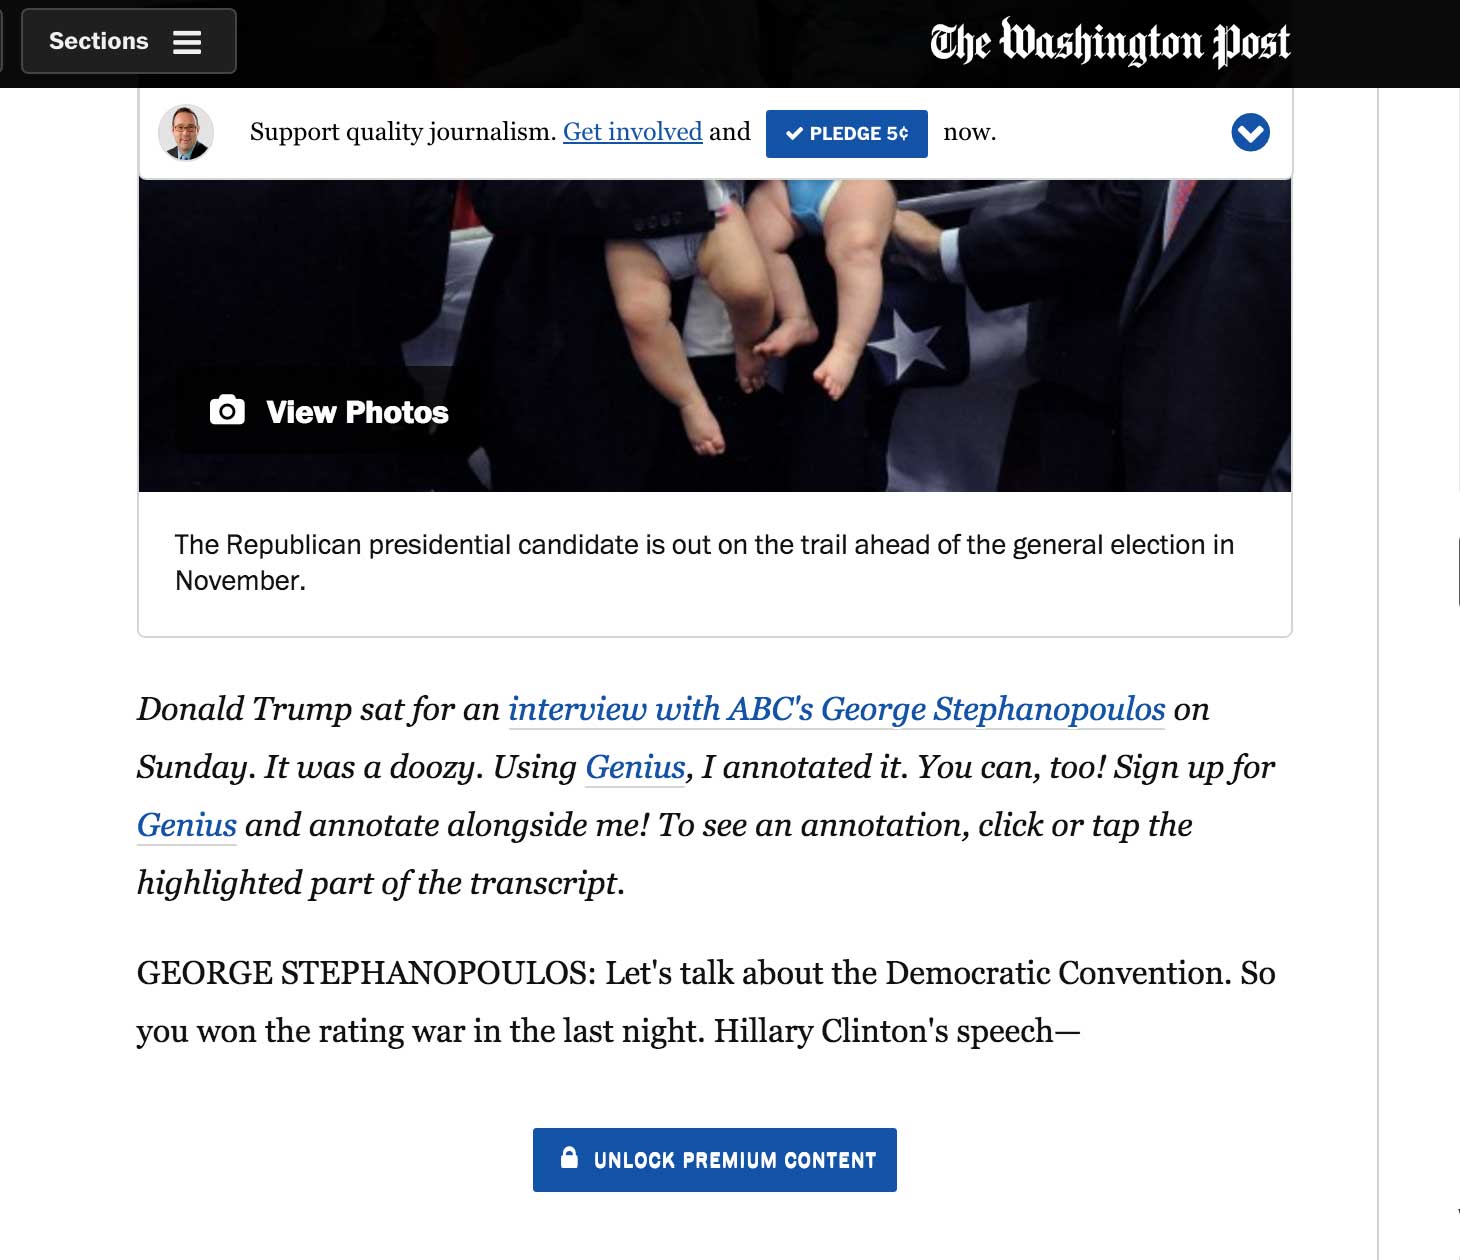 Sections
The Washington Post
Support quality journalism. Get involved and PLEDGE 5¢ now.
View Photos
The Republican presidential candidate is out on the trail ahead of the general election in
November.
Donald Trump sat for an interview with ABC's George Stephanopoulos on
Sunday. It was a doozy. Using Genius, I annotated it. You can, too! Sign up for
Genius and annotate alongside me! To see an annotation, click or tap the
highlighted part of the transcript.
GEORGE STEPHANOPOULOS: Let's talk about the Democratic Convention. So
you won the rating war in the last night. Hillary Clinton's speech—
UNLOCK PREMIUM CONTENT